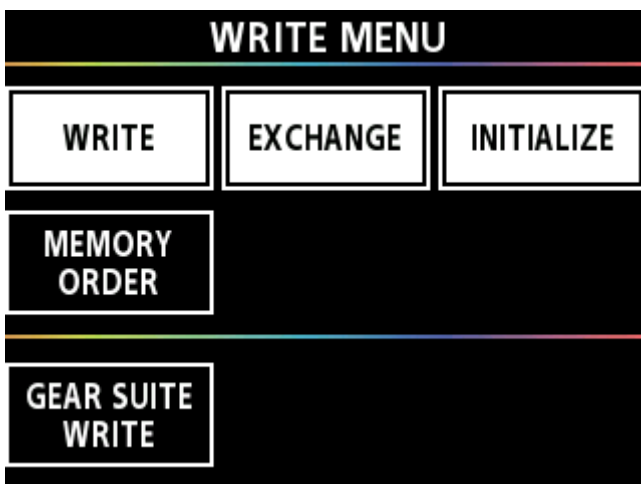 WRITE MENU
WRITE
EXCHANGE
INITIALIZE
MEMORY
ORDER
GEAR SUITE
WRITE